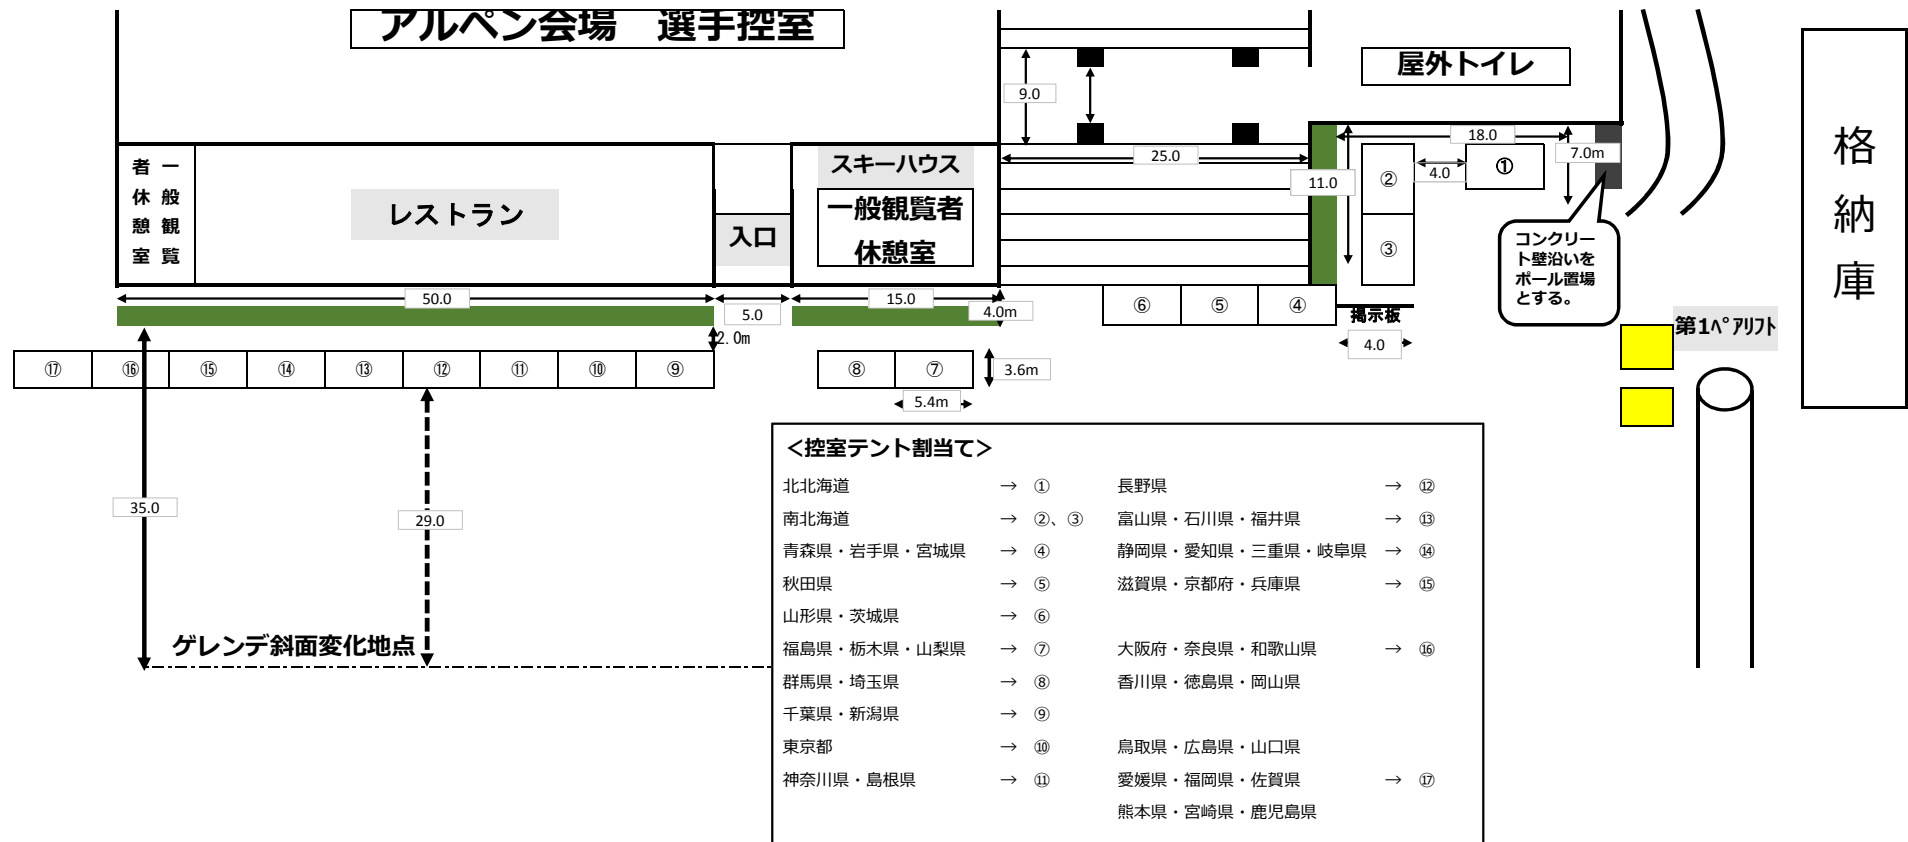 アルペン会場　選手控室
屋外トイレ
格納庫
9.0
18.0
25.0
7.0m
4.0
11.0
①
②
③
一般観覧
者休憩室
レストラン
入口
スキーハウス
一般観覧者
休憩室
コンクリー
ト壁沿いを
ポール置場
とする。
50.0
5.0
15.0
4.0m
⑥
⑤
④
掲示板
4.0
第1ﾍﾟｱﾘﾌﾄ
2.0m
⑰
⑯
⑮
⑭
⑬
⑫
⑪
⑩
⑨
⑧
⑦
3.6m
5.4m
35.0
29.0
ゲレンデ斜面変化地点
＜控室テント割当て＞
北北海道 → ①
南北海道 → ②、③
青森県・岩手県・宮城県 → ④
秋田県 → ⑤
山形県・茨城県 → ⑥
福島県・栃木県・山梨県 → ⑦
群馬県・埼玉県 → ⑧
千葉県・新潟県 → ⑨
東京都 → ⑩
神奈川県・島根県 → ⑪
長野県 → ⑫
富山県・石川県・福井県 → ⑬
静岡県・愛知県・三重県・岐阜県 → ⑭
滋賀県・京都府・兵庫県 → ⑮
大阪府・奈良県・和歌山県 → ⑯
香川県・徳島県・岡山県
鳥取県・広島県・山口県
愛媛県・福岡県・佐賀県 → ⑰
熊本県・宮崎県・鹿児島県